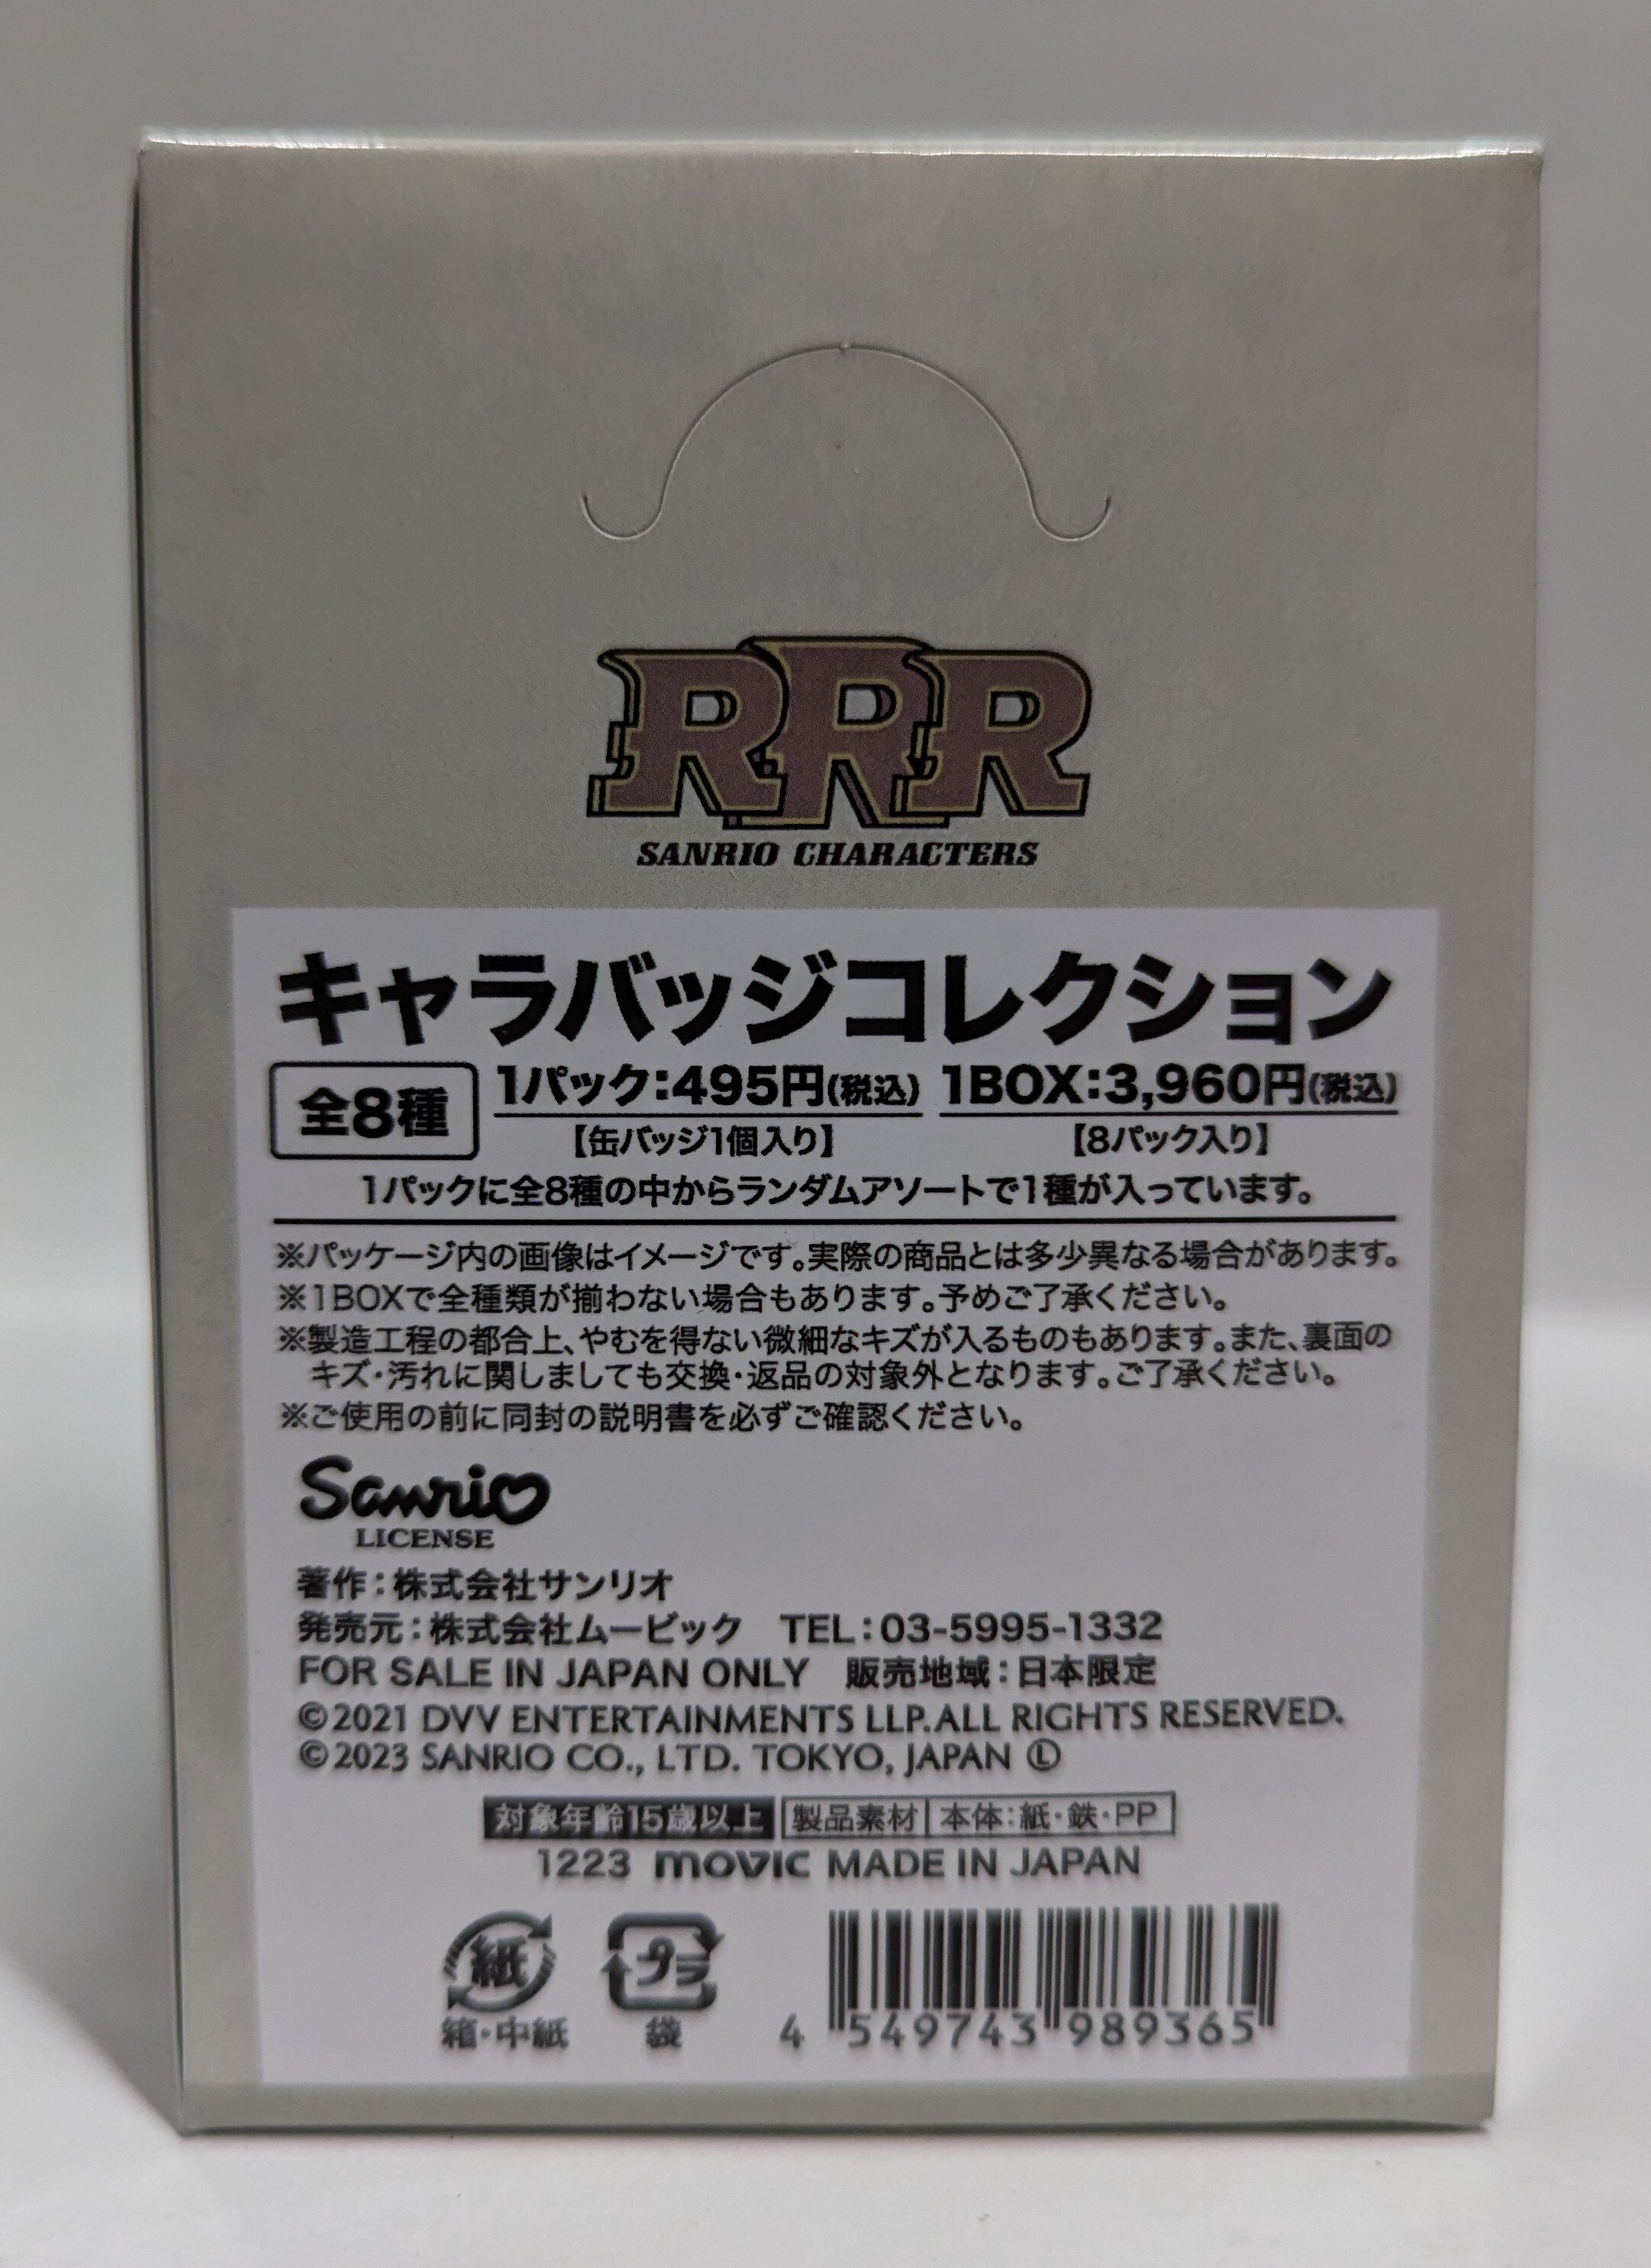 RRR
SANRIO CHARACTERS
キャラバッジコレクション
全8種 1パック:495円(税込) 1BOX:3,960円(税込)
【缶バッジ1個入り】 【8パック入り】
1パックに全8種の中からランダムアソートで1種が入っています。
※パッケージ内の画像はイメージです。実際の商品とは多少異なる場合があります。
※1BOXで全種類が揃わない場合もあります。予めご了承ください。
※製造工程の都合上、やむを得ない微細なキズが入るものもあります。また、裏面の
キズ・汚れに関しましても交換・返品の対象外となります。ご了承ください。
※ご使用の前に同封の説明書を必ずご確認ください。
Sanrio
LICENSE
著作:株式会社サンリオ
発売元:株式会社ムービック TEL:03-5995-1332
FOR SALE IN JAPAN ONLY 販売地域:日本限定
©2021 DVV ENTERTAINMENTS LLP.ALL RIGHTS RESERVED.
©2023 SANRIO CO., LTD. TOKYO, JAPAN Ⓛ
対象年齢15歳以上 製品素材 本体:紙・鉄・PP
1223 movic MADE IN JAPAN
紙 プラ
箱・中紙 袋 4 549743 989365